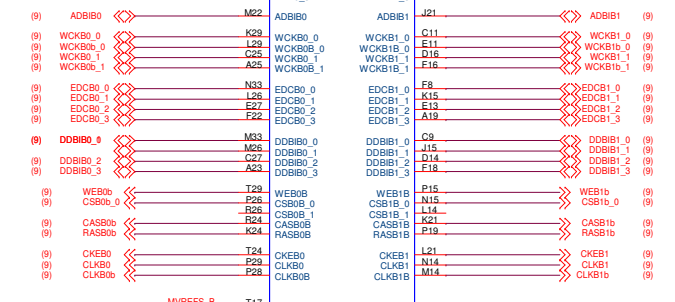 (9) ADBIB0 M22 ADBIB0 ADBIB1 J21 ADBIB1 (9)
(9) WCKB0_0 K29 WCKB0_0 WCKB1_0 C11 WCKB1_0 (9)
(9) WCKB0b_0 L29 WCKB0B_0 WCKB1B_0 E11 WCKB1b_0 (9)
(9) WCKB0_1 C25 WCKB0_1 WCKB1_1 D16 WCKB1_1 (9)
(9) WCKB0b_1 A25 WCKB0B_1 WCKB1B_1 F16 WCKB1b_1 (9)
(9) EDCB0_0 N33 EDCB0_0 EDCB1_0 F8 EDCB1_0 (9)
(9) EDCB0_1 L26 EDCB0_1 EDCB1_1 K15 EDCB1_1 (9)
(9) EDCB0_2 E27 EDCB0_2 EDCB1_2 E13 EDCB1_2 (9)
(9) EDCB0_3 F22 EDCB0_3 EDCB1_3 A19 EDCB1_3 (9)
(9) M33 DDBIB0_0 DDBIB1_0 C9 DDBIB1_0 (9)
M26 DDBIB0_1 DDBIB1_1 J15 DDBIB1_1 (9)
(9) DDBIB0_2 C27 DDBIB0_2 DDBIB1_2 D14 DDBIB1_2 (9)
(9) DDBIB0_3 A23 DDBIB0_3 DDBIB1_3 F18 DDBIB1_3 (9)
(9) WEB0b T29 WEB0B WEB1B P15 WEB1b (9)
(9) CSB0b_0 P26 CSB0B_0 CSB1B_0 N15 CSB1b_0 (9)
R26 CSB0B_1 CSB1B_1 L14
(9) CASB0b R24 CASB0B CASB1B K21 CASB1b (9)
(9) RASB0b K24 RASB0B RASB1B P19 RASB1b (9)
(9) CKEB0 T24 CKEB0 CKEB1 L21 CKEB1 (9)
(9) CLKB0 P29 CLKB0 CLKB1 N14 CLKB1 (9)
(9) CLKB0b P28 CLKB0B CLKB1B M14 CLKB1b (9)